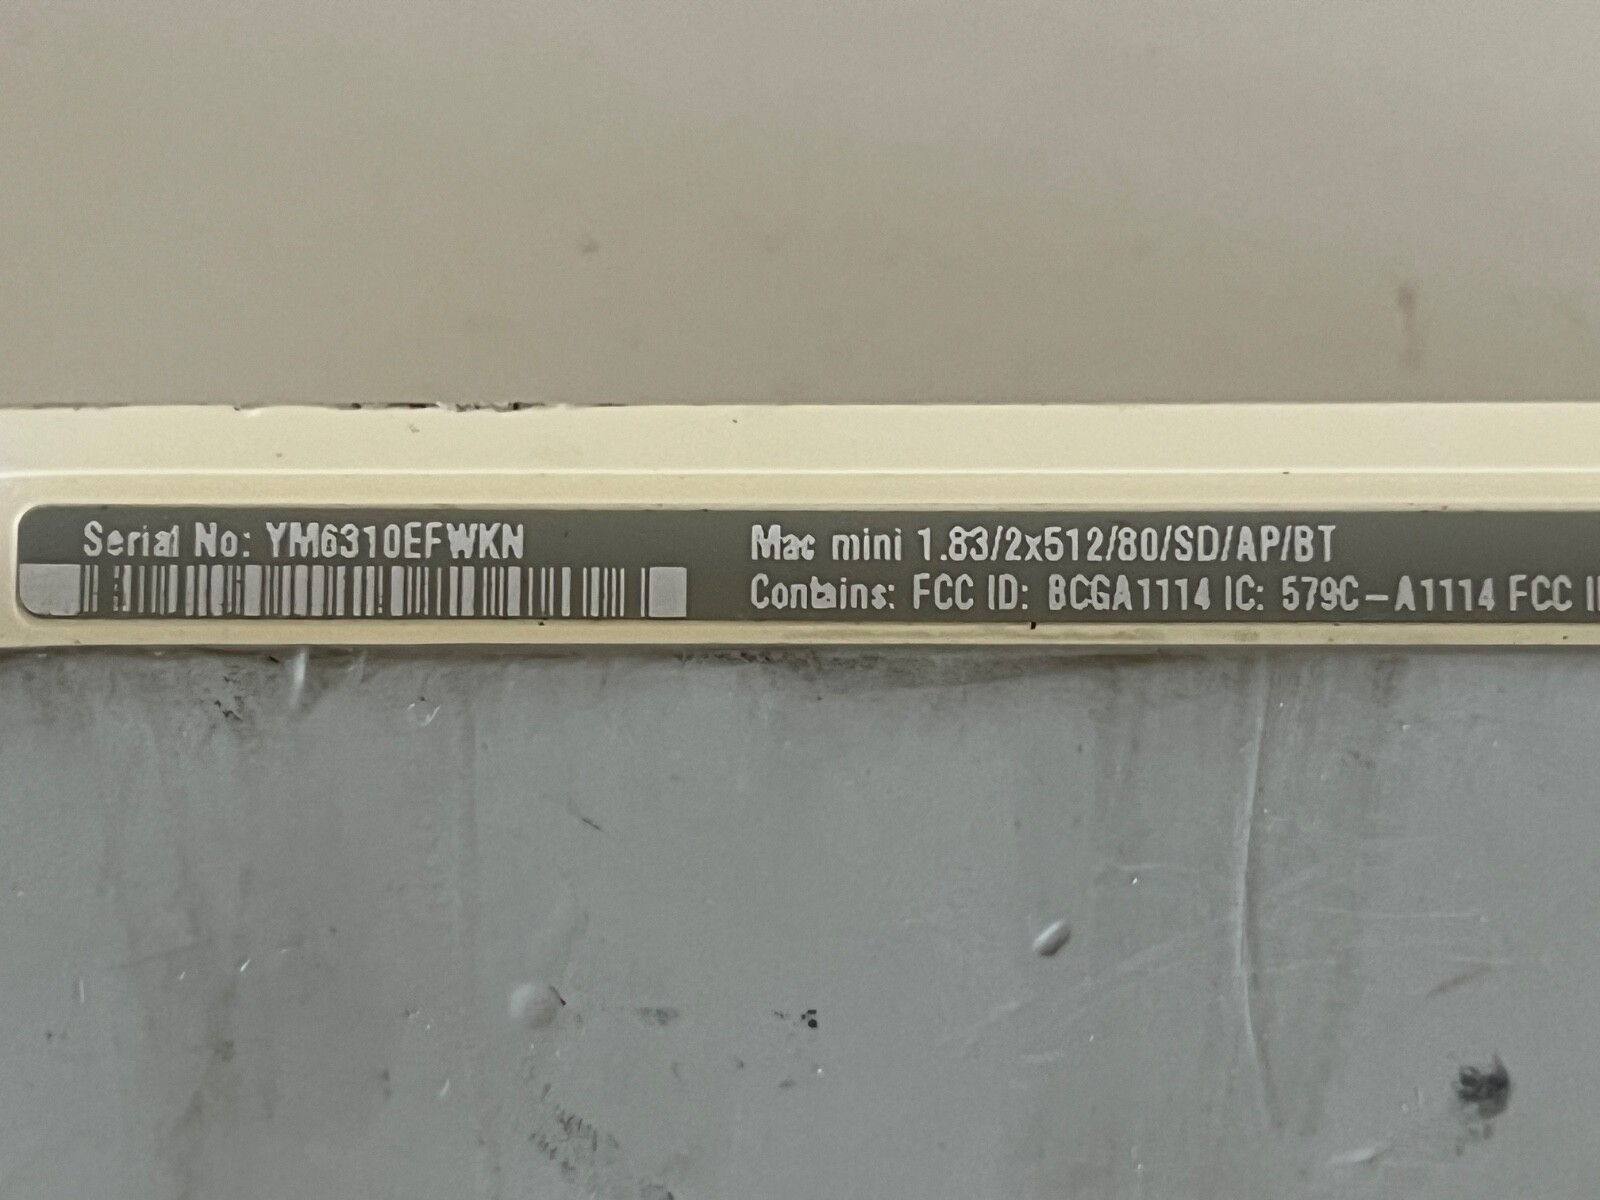 Serial No: YM6310EFWKN
Mac mini 1.83/2x512/80/SD/AP/BT
Contains: FCC ID: BCGA1114 IC: 579C-A1114 FCC